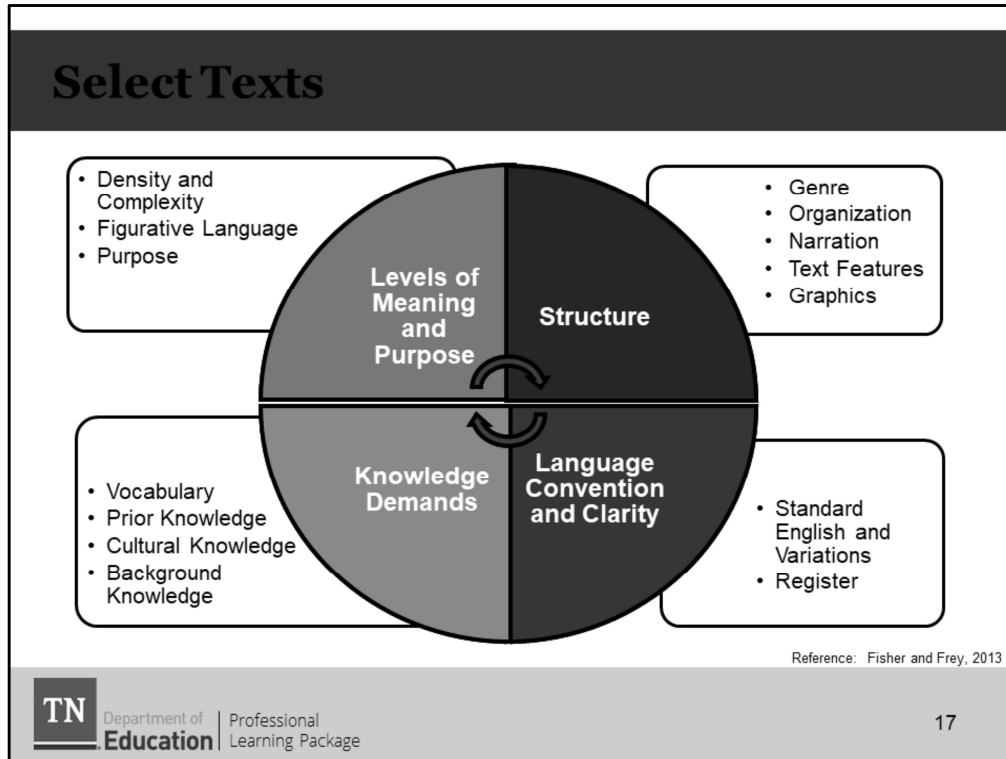 Select Texts
• Density and
Complexity
• Figurative Language
• Purpose
Levels of
Meaning
and
Purpose
Structure
• Genre
• Organization
• Narration
• Text Features
• Graphics
• Vocabulary
• Prior Knowledge
• Cultural Knowledge
• Background
Knowledge
Knowledge
Demands
Language
Convention
and Clarity
• Standard
English and
Variations
• Register
Reference: Fisher and Frey, 2013
TN
Department of
Education
Professional
Learning Package
17